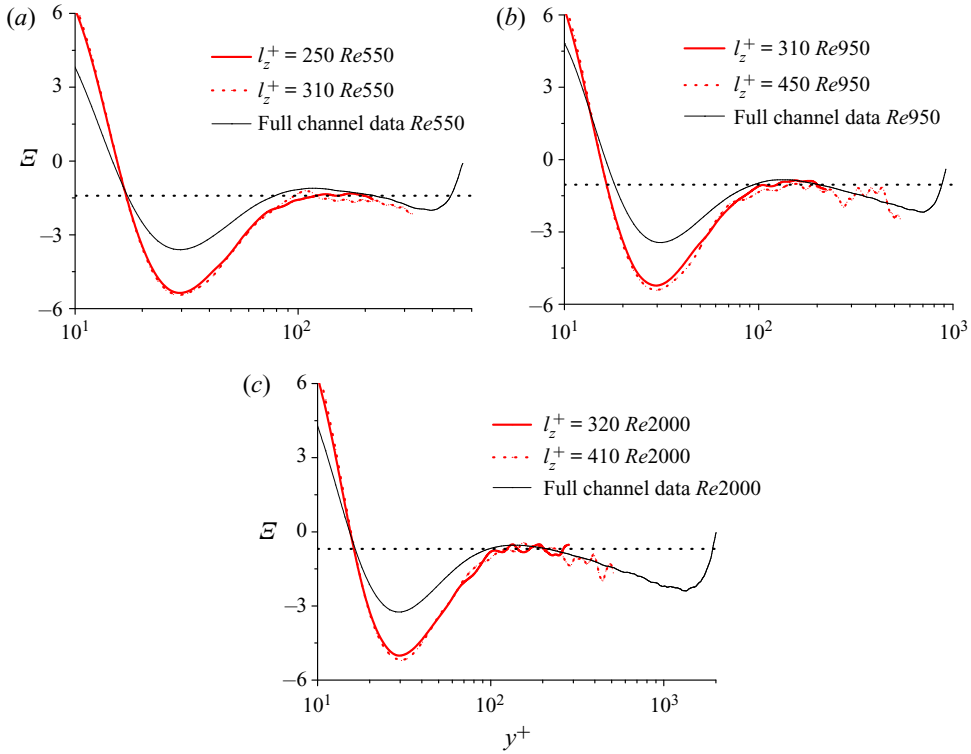 (a)
6
3
0
−3
−6
Ξ
l_z^+ = 250 Re550
l_z^+ = 310 Re550
Full channel data Re550
10^1
10^2
(b)
6
3
0
−3
−6
l_z^+ = 310 Re950
l_z^+ = 450 Re950
Full channel data Re950
10^1
10^2
10^3
(c)
6
3
0
−3
−6
Ξ
l_z^+ = 320 Re2000
l_z^+ = 410 Re2000
Full channel data Re2000
10^1
10^2
10^3
y^+